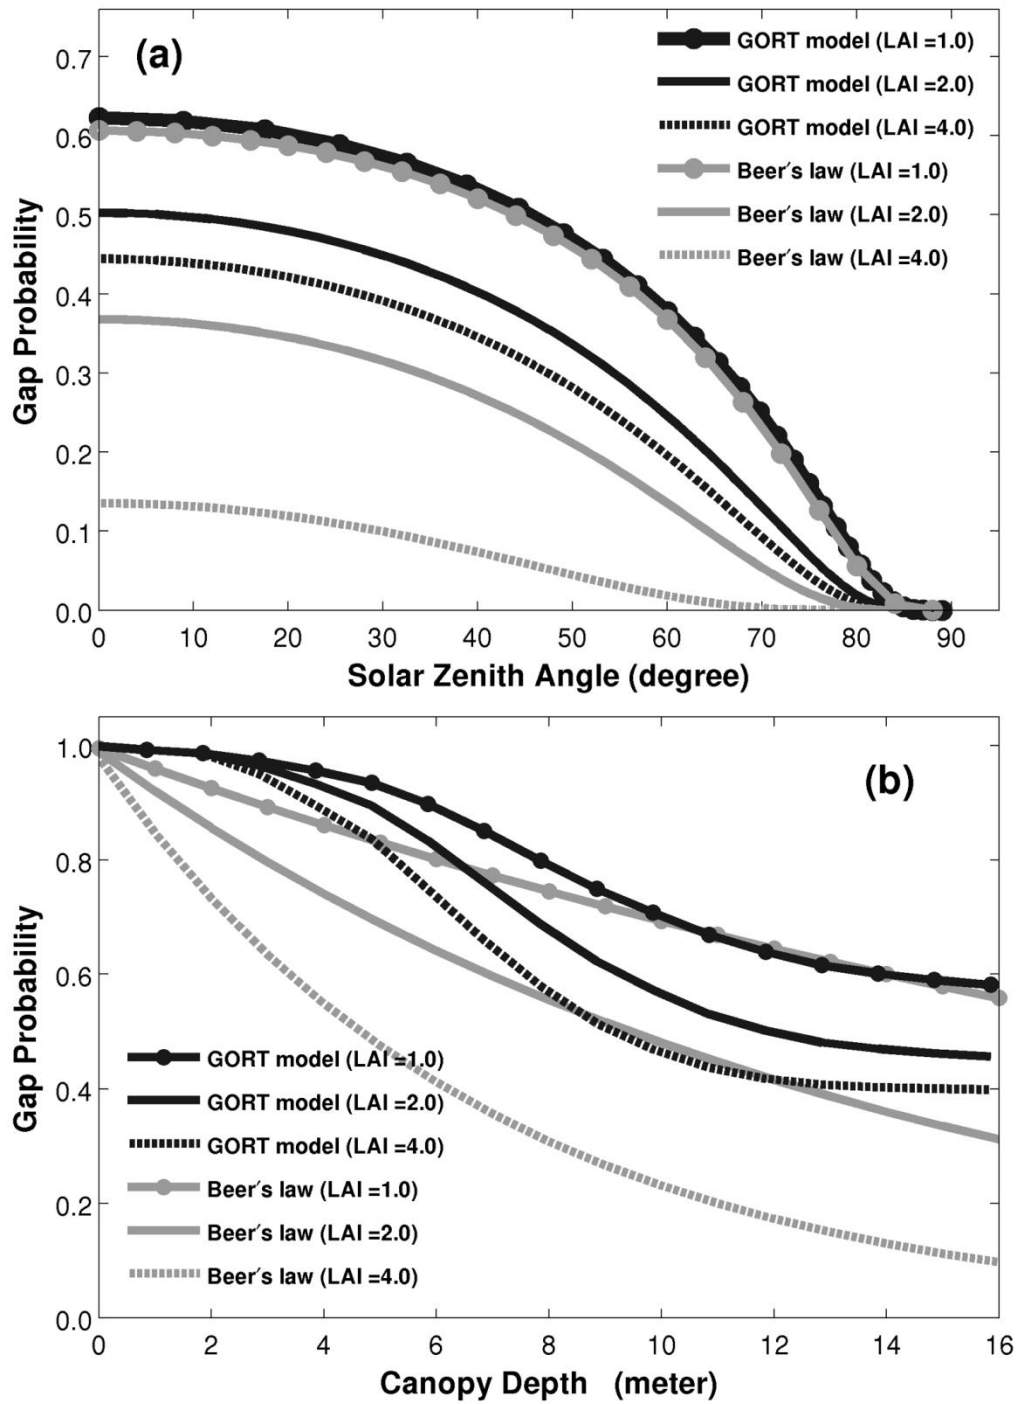 (a)
GORT model (LAI =1.0)
GORT model (LAI =2.0)
GORT model (LAI =4.0)
Beer′s law (LAI =1.0)
Beer′s law (LAI =2.0)
Beer′s law (LAI =4.0)
Gap Probability
0.7
0.6
0.5
0.4
0.3
0.2
0.1
0.0
0 10 20 30 40 50 60 70 80 90
Solar Zenith Angle (degree)
(b)
Gap Probability
1.0
0.8
0.6
0.4
0.2
0.0
GORT model (LAI =1.0)
GORT model (LAI =2.0)
GORT model (LAI =4.0)
Beer′s law (LAI =1.0)
Beer′s law (LAI =2.0)
Beer′s law (LAI =4.0)
0 2 4 6 8 10 12 14 16
Canopy Depth (meter)